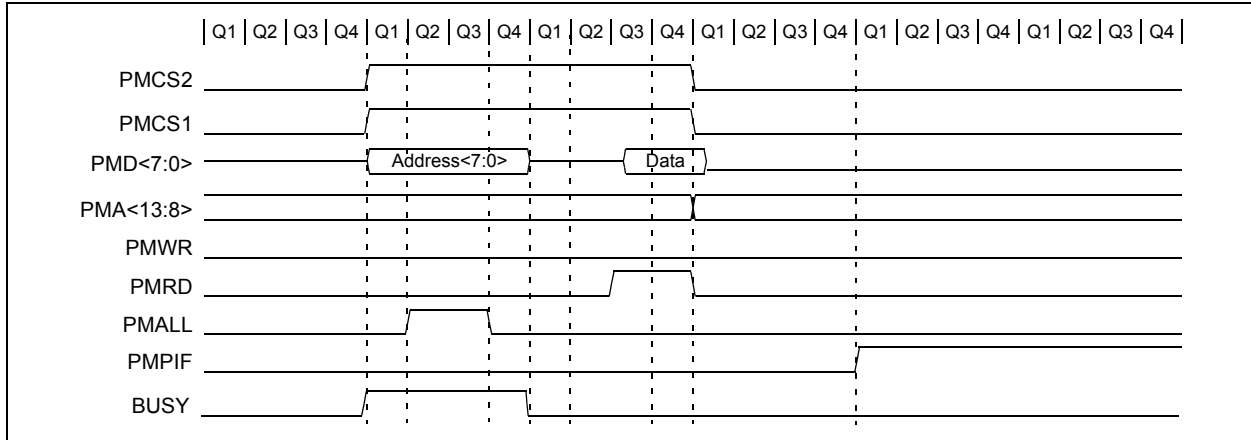 Q1 Q2 Q3 Q4 Q1 Q2 Q3 Q4 Q1 Q2 Q3 Q4 Q1 Q2 Q3 Q4 Q1 Q2 Q3 Q4 Q1 Q2 Q3 Q4
PMCS2
PMCS1
PMD<7:0> Address<7:0> Data
PMA<13:8>
PMWR
PMRD
PMALL
PMPIF
BUSY